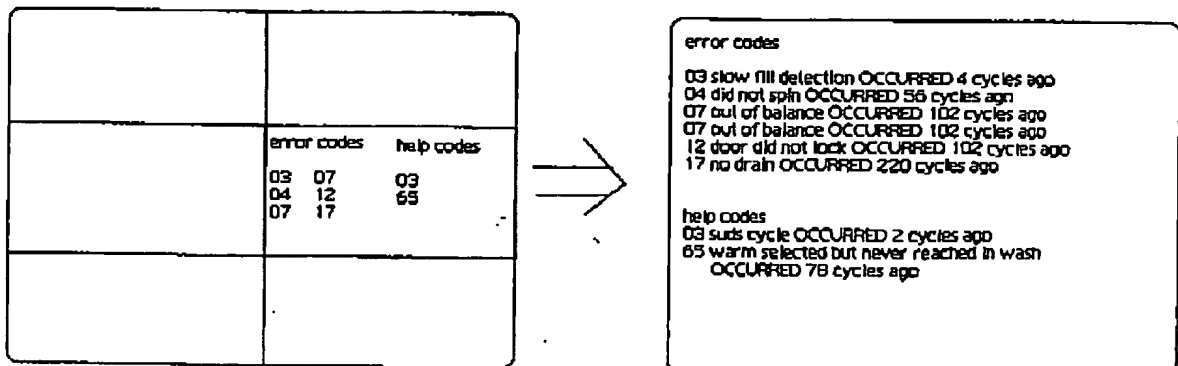 error codes help codes
03 07 03
04 12 65
07 17
error codes
03 slow fill detection OCCURRED 4 cycles ago
04 did not spin OCCURRED 56 cycles ago
07 out of balance OCCURRED 102 cycles ago
07 out of balance OCCURRED 102 cycles ago
12 door did not lock OCCURRED 102 cycles ago
17 no drain OCCURRED 220 cycles ago
help codes
03 suds cycle OCCURRED 2 cycles ago
65 warm selected but never reached in wash
OCCURRED 78 cycles ago